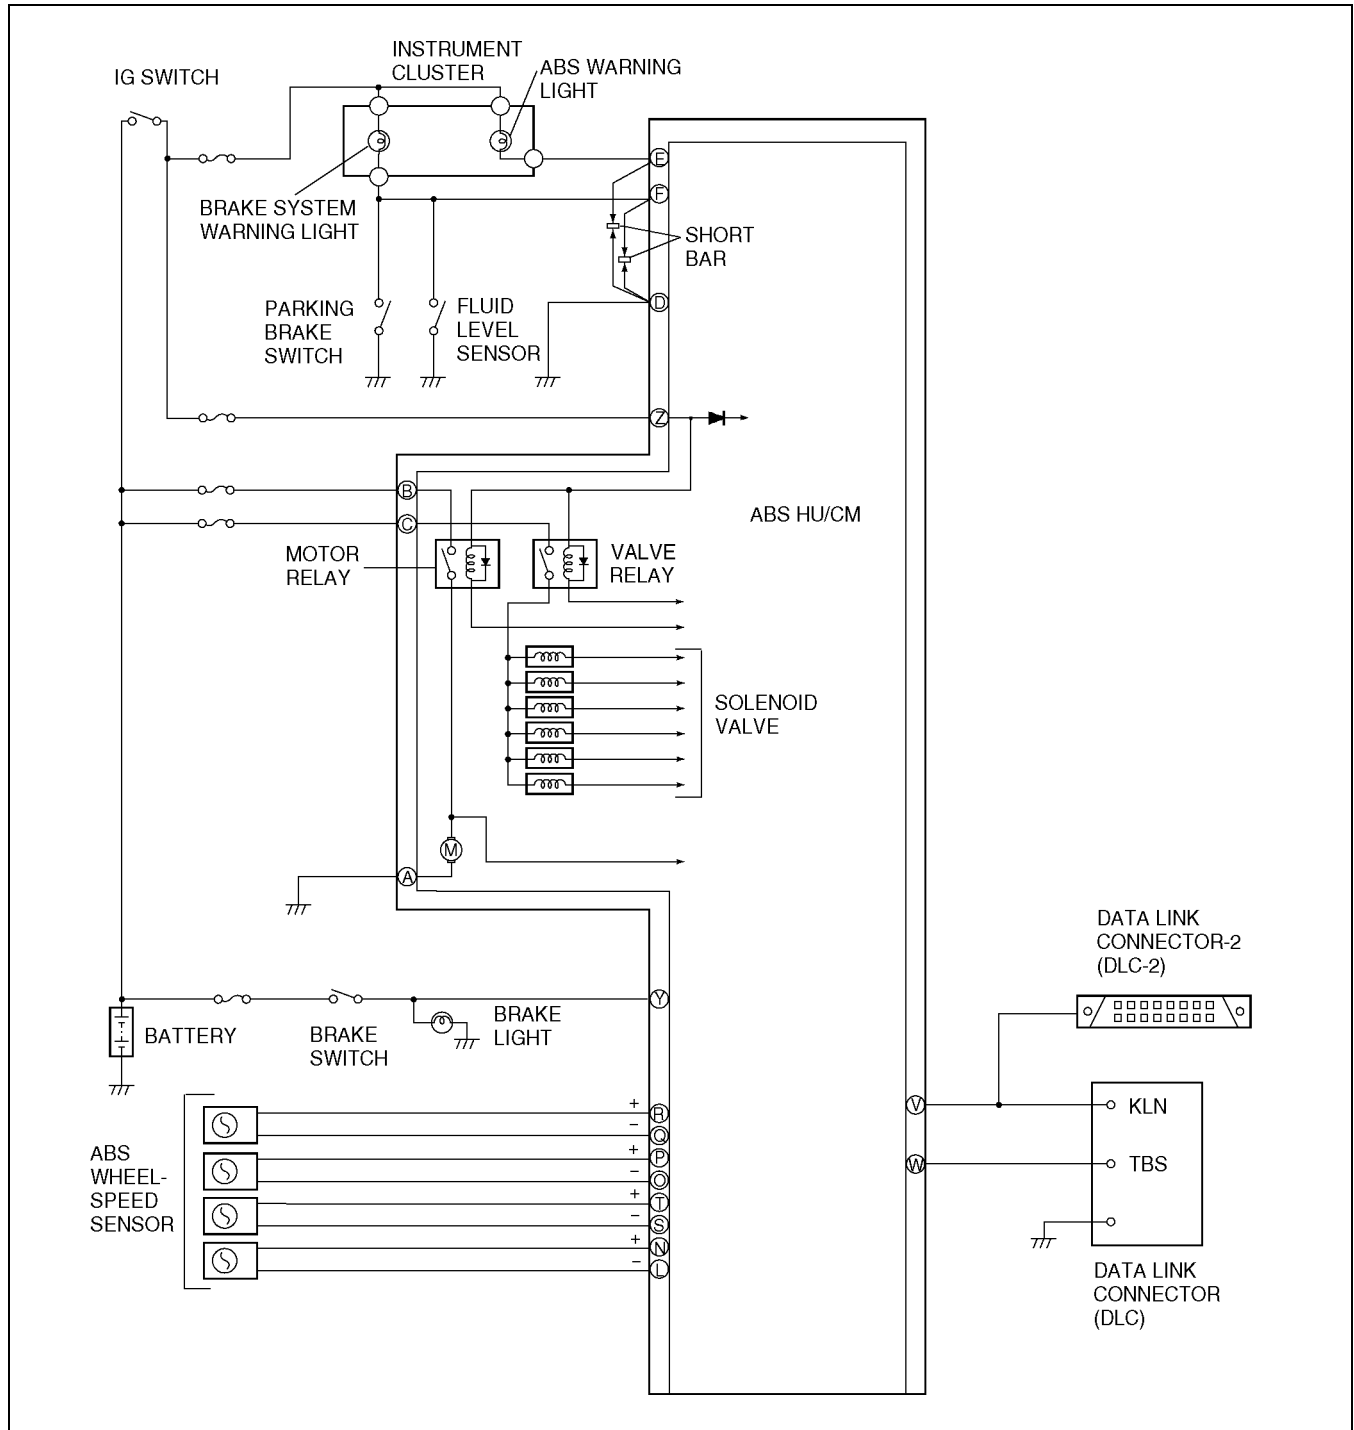 INSTRUMENT
CLUSTER
ABS WARNING
LIGHT
IG SWITCH
E
F
BRAKE SYSTEM
WARNING LIGHT
SHORT
BAR
D
PARKING
BRAKE
SWITCH
FLUID
LEVEL
SENSOR
Z
B
C
ABS HU/CM
MOTOR
RELAY
VALVE
RELAY
SOLENOID
VALVE
M
A
DATA LINK
CONNECTOR-2
(DLC-2)
Y
BATTERY
BRAKE
SWITCH
BRAKE
LIGHT
ABS
WHEEL-
SPEED
SENSOR
+ R
− Q
+ P
− O
+ T
− S
+ N
− L
V
KLN
W
TBS
DATA LINK
CONNECTOR
(DLC)